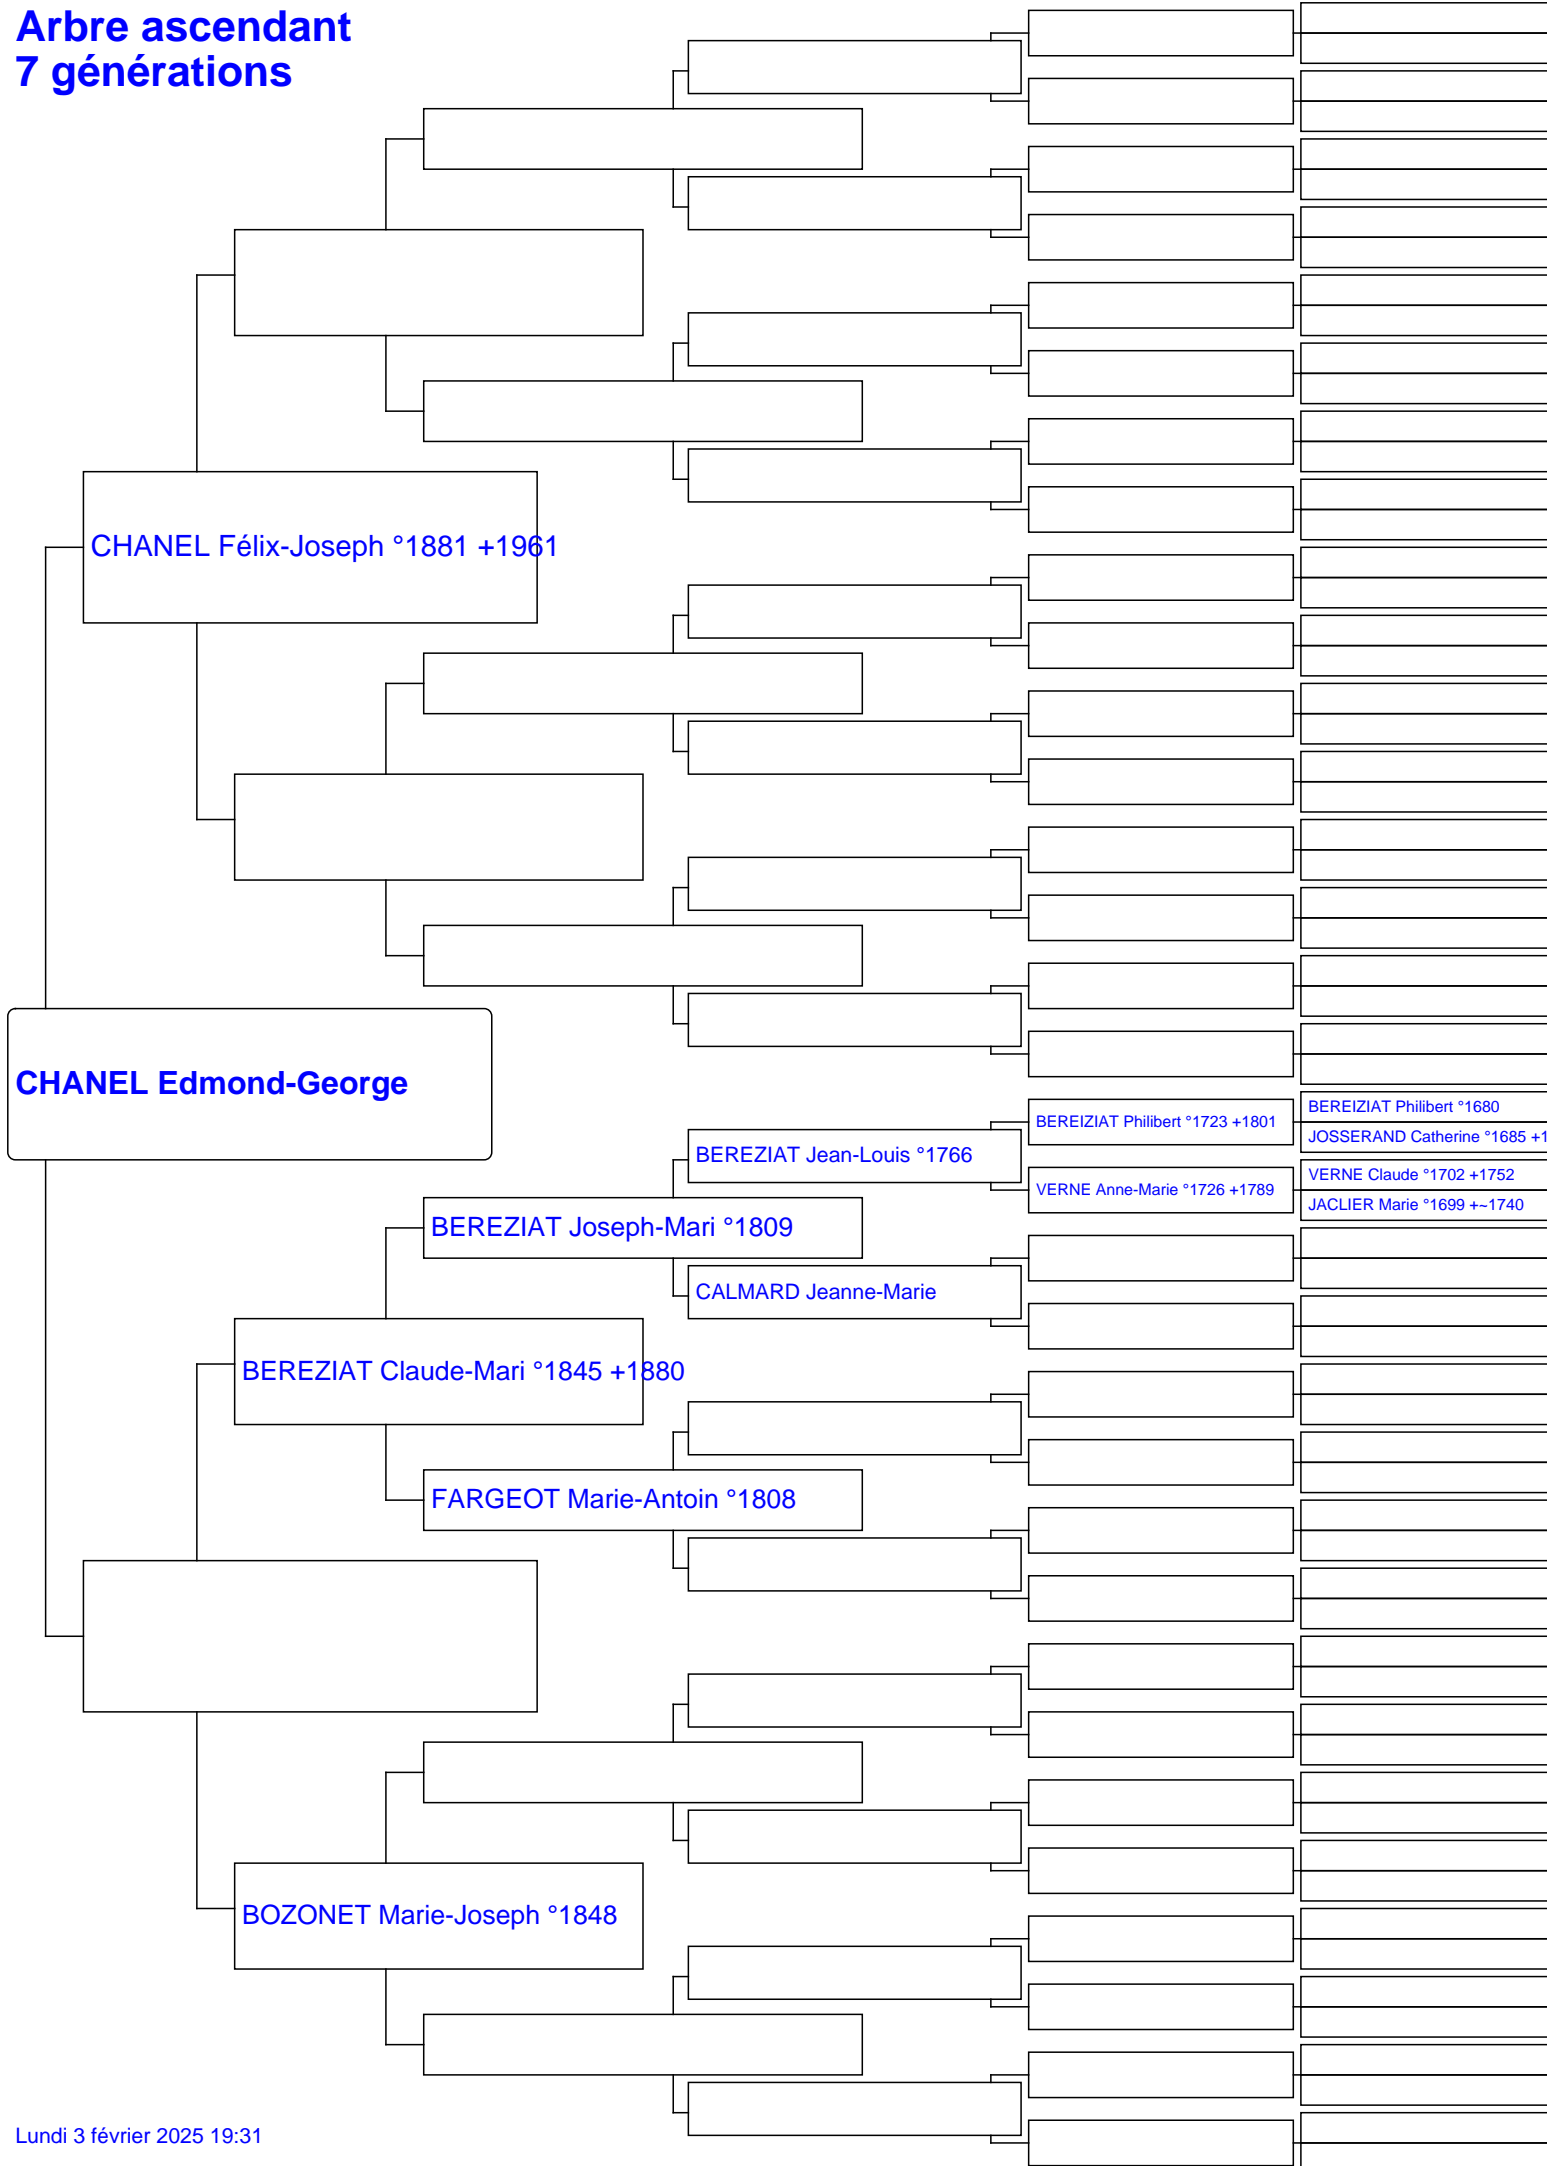 Arbre ascendant
7 générations
CHANEL Félix-Joseph °1881 +1961
CHANEL Edmond-George
BEREIZIAT Philibert °1680
BEREIZIAT Philibert °1723 +1801
JOSSERAND Catherine °1685
BEREZIAT Jean-Louis °1766
VERNE Claude °1702 +1752
VERNE Anne-Marie °1726 +1789
JACLIER Marie °1699 +~1740
BEREZIAT Joseph-Mari °1809
CALMARD Jeanne-Marie
BEREZIAT Claude-Mari °1845 +1880
FARGEOT Marie-Antoin °1808
BOZONET Marie-Joseph °1848
Lundi 3 février 2025 19:31